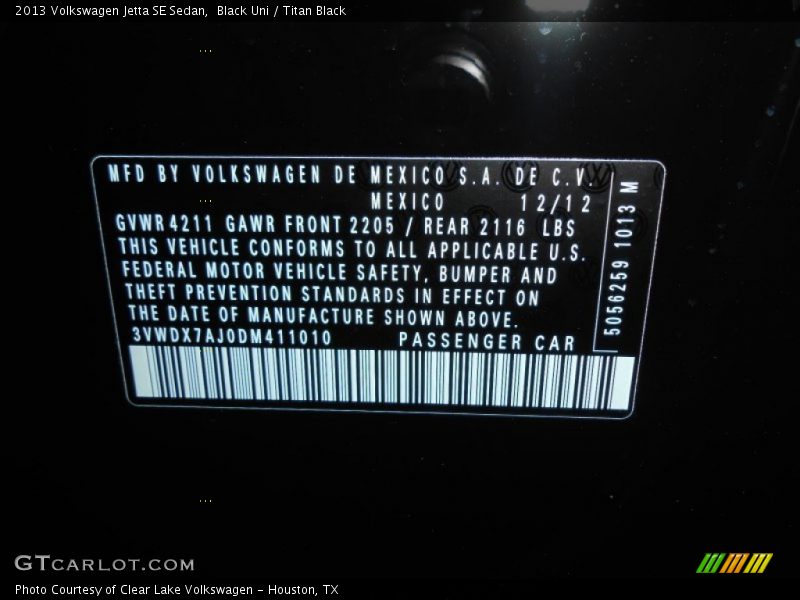 2013 Volkswagen Jetta SE Sedan,  Black Uni / Titan Black
MFD BY VOLKSWAGEN DE MEXICO S.A. DE C.V.
MEXICO 12/12
GVWR 4211 GAWR FRONT 2205 / REAR 2116 LBS
THIS VEHICLE CONFORMS TO ALL APPLICABLE U.S.
FEDERAL MOTOR VEHICLE SAFETY, BUMPER AND
THEFT PREVENTION STANDARDS IN EFFECT ON
THE DATE OF MANUFACTURE SHOWN ABOVE.
3VWDX7AJ0DM411010 PASSENGER CAR
5056259 1013 M
GTCARLOT.COM
Photo Courtesy of Clear Lake Volkswagen - Houston, TX